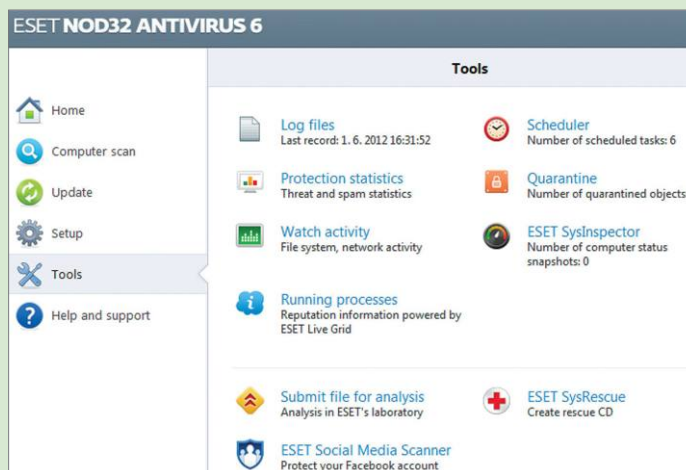 ESET NOD32 ANTIVIRUS 6
Home
Computer scan
Update
Setup
Tools
Help and support
Tools
Log files
Last record: 1. 6. 2012 16:31:52
Protection statistics
Threat and spam statistics
Watch activity
File system, network activity
Running processes
Reputation information powered by
ESET Live Grid
Scheduler
Number of scheduled tasks: 6
Quarantine
Number of quarantined objects
ESET SysInspector
Number of computer status
snapshots: 0
Submit file for analysis
Analysis in ESET's laboratory
ESET Social Media Scanner
Protect your Facebook account
ESET SysRescue
Create rescue CD